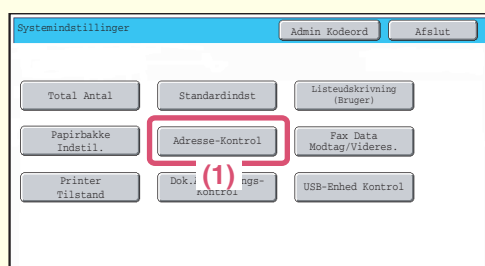 Systemindstillinger
Admin Kodeord
Afslut
Total Antal
Standardindst
Listeudskrivning
(Bruger)
Papirbakke
Indstil.
Adresse-Kontrol
Fax Data
Modtag/Videres.
Printer
Tilstand
(1)
Kontrol
USB-Enhed Kontrol